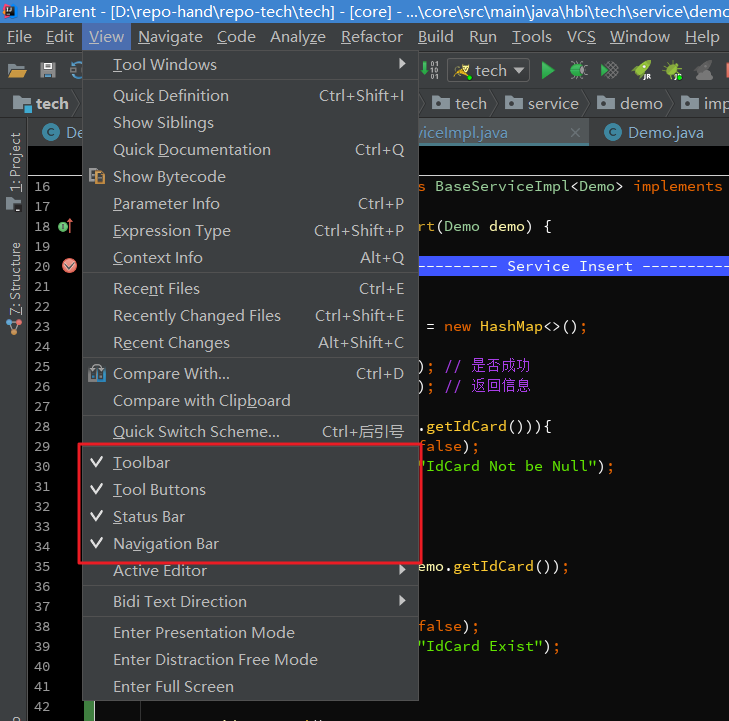 HbiParent - [D:\repo-hand\repo-tech\tech] - [core] - ...\core\src\main\java\hbi\tech\service\demo
File Edit View Navigate Code Analyze Refactor Build Run Tools VCS Window Help
tech
tech service demo imp
De
viceImpl.java
Demo.java
1: Project
Z: Structure
Tool Windows
Quick Definition Ctrl+Shift+I
Show Siblings
Quick Documentation Ctrl+Q
Show Bytecode
Parameter Info Ctrl+P
Expression Type Ctrl+Shift+P
Context Info Alt+Q
Recent Files Ctrl+E
Recently Changed Files Ctrl+Shift+E
Recent Changes Alt+Shift+C
Compare With... Ctrl+D
Compare with Clipboard
Quick Switch Scheme... Ctrl+后引号
Toolbar
Tool Buttons
Status Bar
Navigation Bar
Active Editor
Bidi Text Direction
Enter Presentation Mode
Enter Distraction Free Mode
Enter Full Screen
16 s BaseServiceImpl<Demo> implements
17
18 rt(Demo demo) {
19
20 --------- Service Insert ----------
21
22
23 = new HashMap<>();
24
25 ); // 是否成功
26 ); // 返回信息
27
28 .getIdCard())){
29 false);
30 "IdCard Not be Null");
31
32
33
34
35 emo.getIdCard());
36
37
38 false);
39 "IdCard Exist");
40
41
42